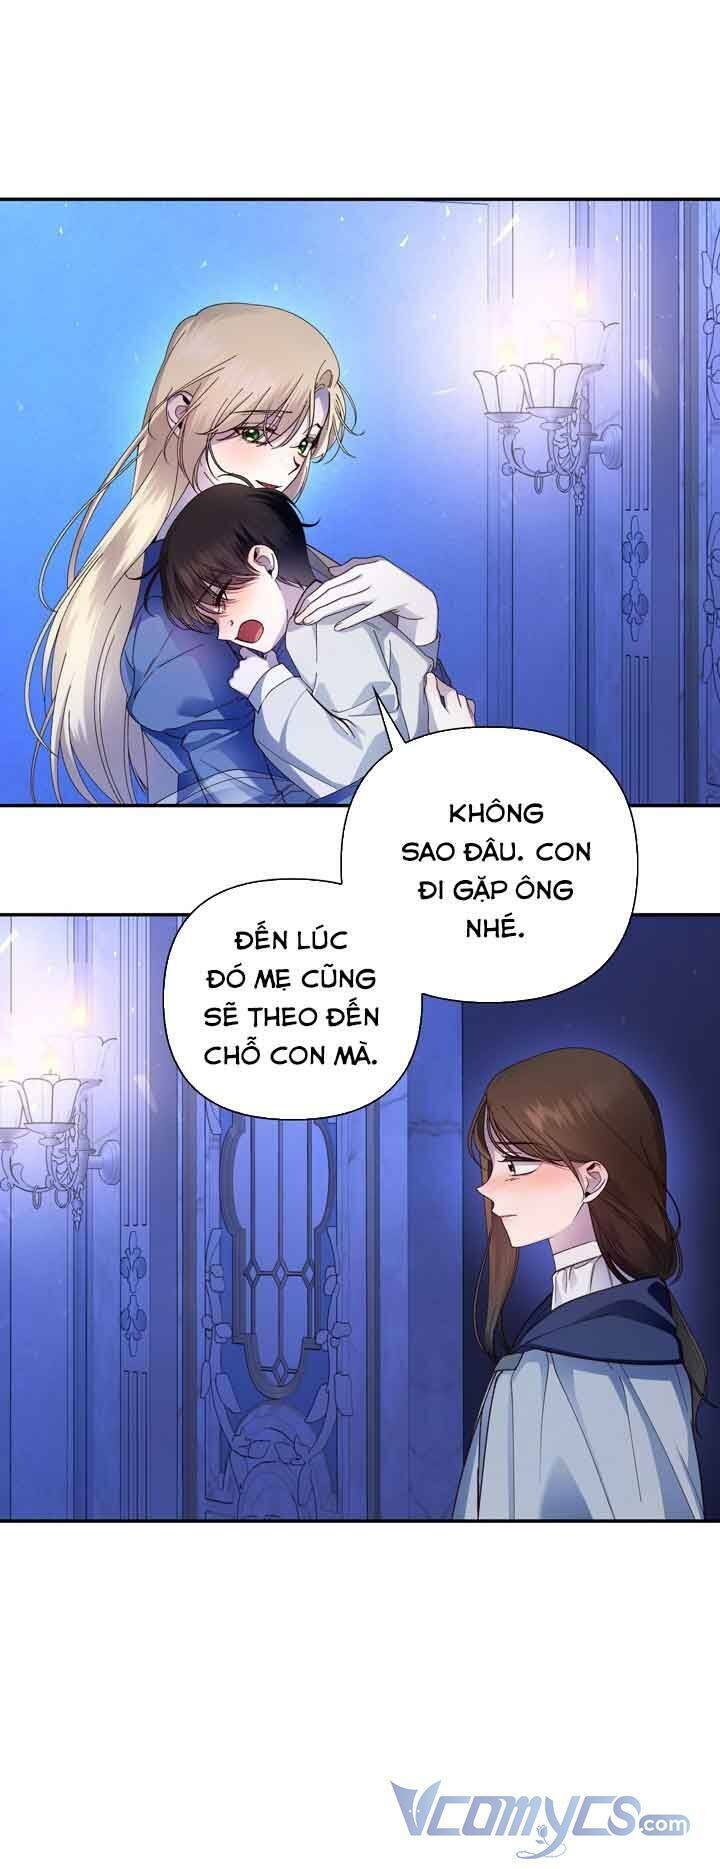 KHÔNG
SAO ĐÂU. CON
ĐI GẶP ÔNG
NHÉ.
ĐẾN LÚC
ĐÓ MẸ CŨNG
SẼ THEO ĐẾN
CHỖ CON MÀ.
VCOMYCS.com